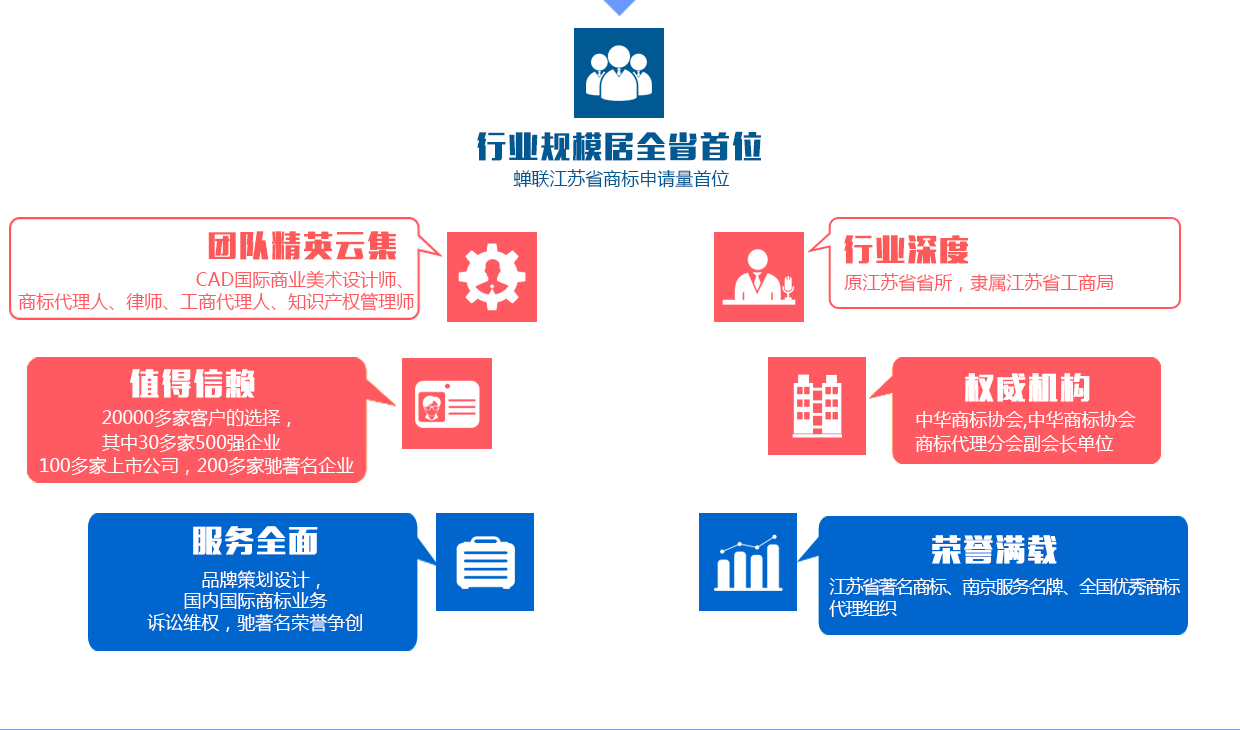 行业规模居全省首位
蝉联江苏省商标申请量首位
团队精英云集
CAD国际商业美术设计师、
商标代理人、律师、工商代理人、知识产权管理师
行业深度
原江苏省省所，隶属江苏省工商局
值得信赖
20000多家客户的选择，
其中30多家500强企业
100多家上市公司，200多家驰著名企业
权威机构
中华商标协会,中华商标协会
商标代理分会副会长单位
服务全面
品牌策划设计，
国内国际商标业务
诉讼维权，驰著名荣誉争创
荣誉满载
江苏省著名商标、南京服务名牌、全国优秀商标
代理组织